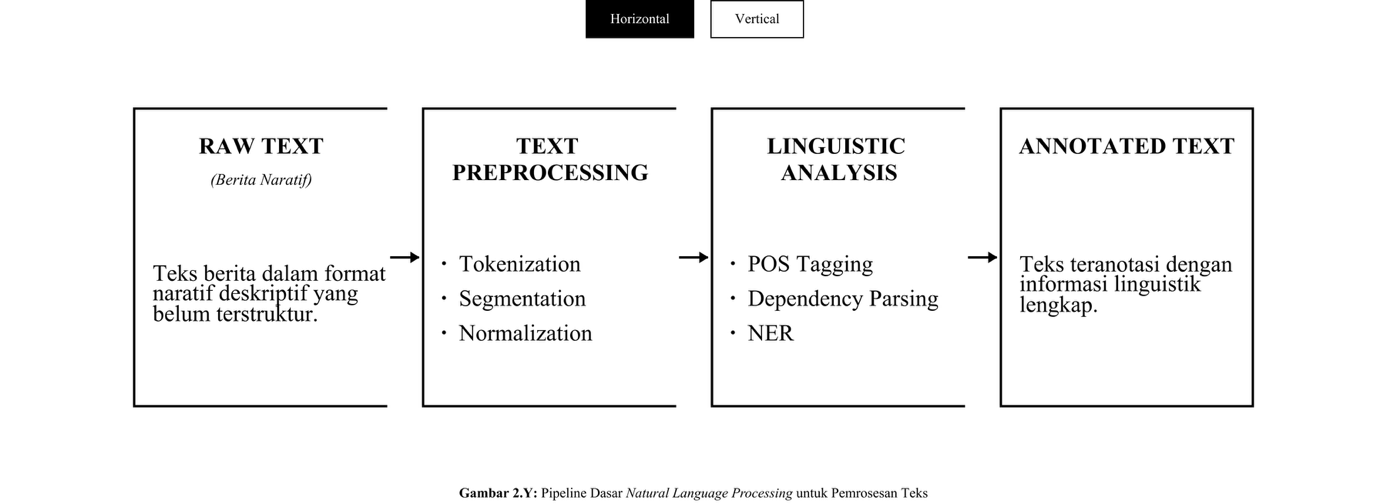 Horizontal
Vertical
RAW TEXT
(Berita Naratif)
Teks berita dalam format
naratif deskriptif yang
belum terstruktur.
TEXT
PREPROCESSING
· Tokenization
· Segmentation
· Normalization
LINGUISTIC
ANALYSIS
· POS Tagging
· Dependency Parsing
· NER
ANNOTATED TEXT
Teks teranotasi dengan
informasi linguistik
lengkap.
Gambar 2.Y: Pipeline Dasar Natural Language Processing untuk Pemrosesan Teks